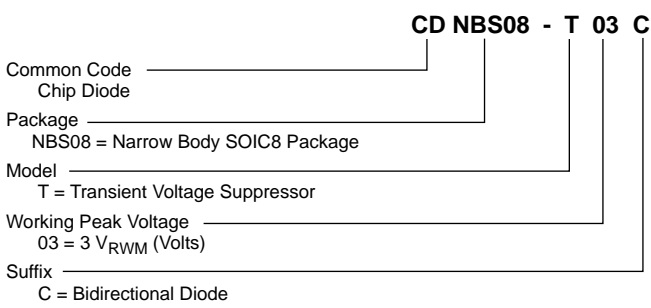 CD NBS08 - T 03 C
Common Code
Chip Diode
Package
NBS08 = Narrow Body SOIC8 Package
Model
T = Transient Voltage Suppressor
Working Peak Voltage
03 = 3 VRWM (Volts)
Suffix
C = Bidirectional Diode